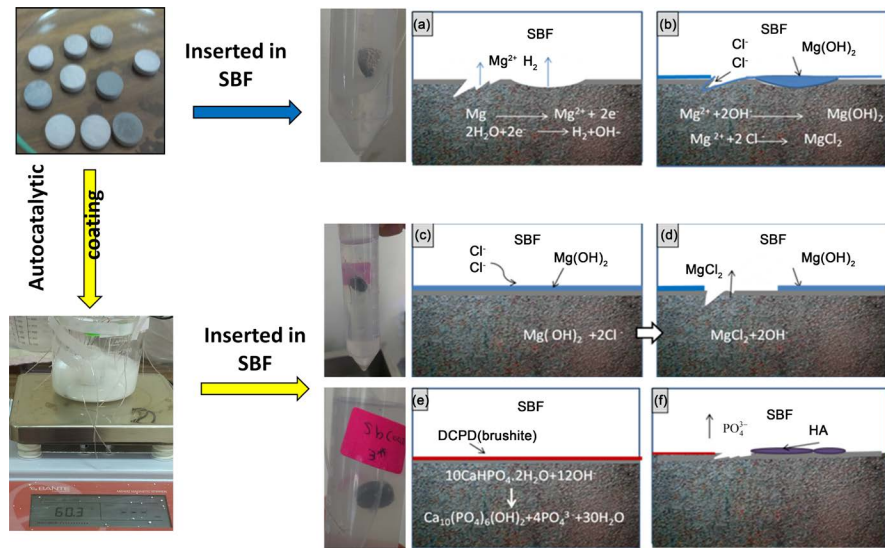 Inserted in
SBF
(a)
SBF
Mg²⁺ H₂
Mg → Mg²⁺+ 2e⁻
2H₂O+2e⁻ → H₂+OH-
(b)
SBF
Cl⁻
Cl⁻
Mg(OH)₂
Mg²⁺+2OH⁻ → Mg(OH)₂
Mg ²⁺+2 Cl⁻ → MgCl₂
Autocatalytic
coating
(c)
SBF
Cl⁻
Cl⁻
Mg(OH)₂
Mg( OH)₂ +2Cl⁻
(d)
SBF
MgCl₂
Mg(OH)₂
MgCl₂+2OH⁻
Inserted in
SBF
(e)
SBF
DCPD(brushite)
10CaHPO₄.2H₂O+12OH⁻
Ca₁₀(PO₄)₆(OH)₂+4PO₄³⁻+30H₂O
(f)
SBF
PO₄³⁻
HA
3#
60.3